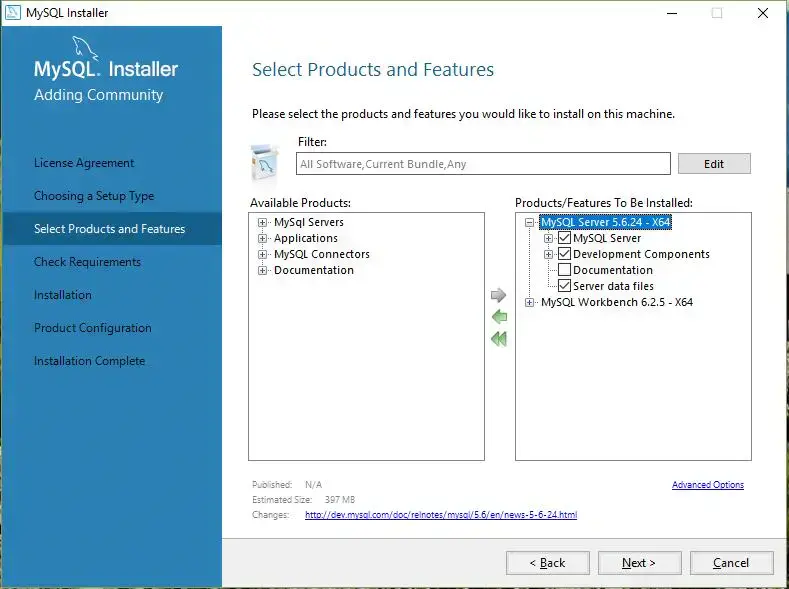 MySQL Installer
MySQL. Installer
Adding Community
License Agreement
Choosing a Setup Type
Select Products and Features
Check Requirements
Installation
Product Configuration
Installation Complete
Select Products and Features
Please select the products and features you would like to install on this machine.
Filter:
All Software,Current Bundle,Any
Edit
Available Products:
MySql Servers
Applications
MySQL Connectors
Documentation
Products/Features To Be Installed:
MySQL Server 5.6.24 - X64
MySQL Server
Development Components
Documentation
Server data files
MySQL Workbench 6.2.5 - X64
Published: N/A
Estimated Size: 397 MB
Changes: http://dev.mysql.com/doc/relnotes/mysql/5.6/en/news-5-6-24.html
Advanced Options
< Back
Next >
Cancel